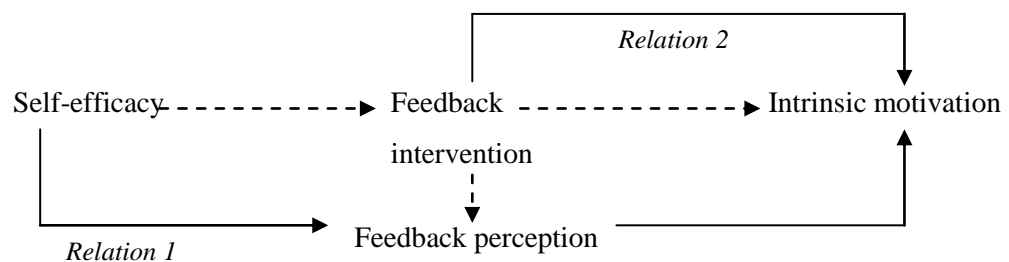 Relation 2
Self-efficacy Feedback Intrinsic motivation
intervention
Feedback perception
Relation 1